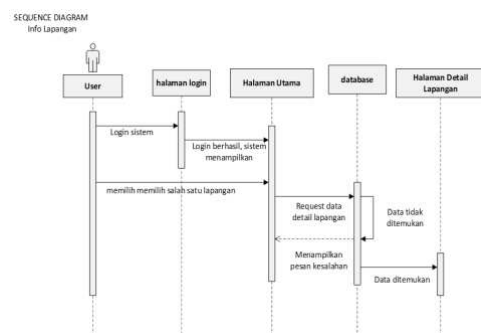 SEQUENCE DIAGRAM
Info Lapangan
User
halaman login
Halaman Utama
database
Halaman Detail
Lapangan
Login sistem
Login berhasil, sistem
menampilkan
memilih memilih salah satu lapangan
Request data
detail lapangan
Data tidak
ditemukan
Menampilkan
pesan kesalahan
Data ditemukan